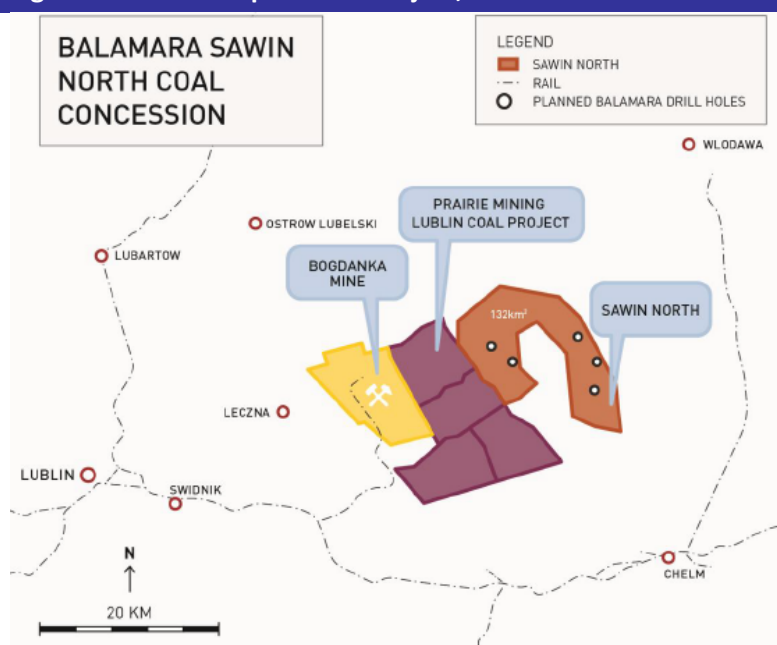 BALAMARA SAWIN
NORTH COAL
CONCESSION
LEGEND
SAWIN NORTH
RAIL
PLANNED BALAMARA DRILL HOLES
WLODAWA
PRAIRIE MINING
LUBLIN COAL PROJECT
OSTROW LUBELSKI
LUBARTOW
BOGDANKA
MINE
132km²
SAWIN NORTH
LECZNA
LUBLIN
SWIDNIK
CHELM
N
20 KM